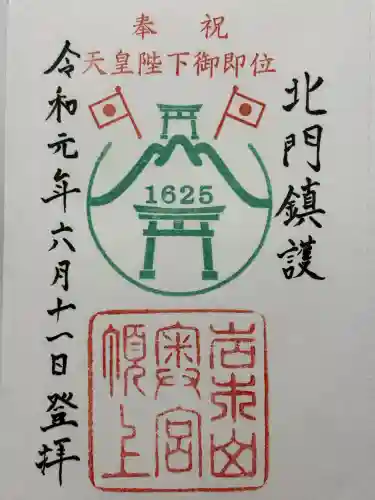 奉祝
天皇陛下御即位
北門鎮護
1625
令和元年六月十一日登拝
岩木山
奥宮
頂上